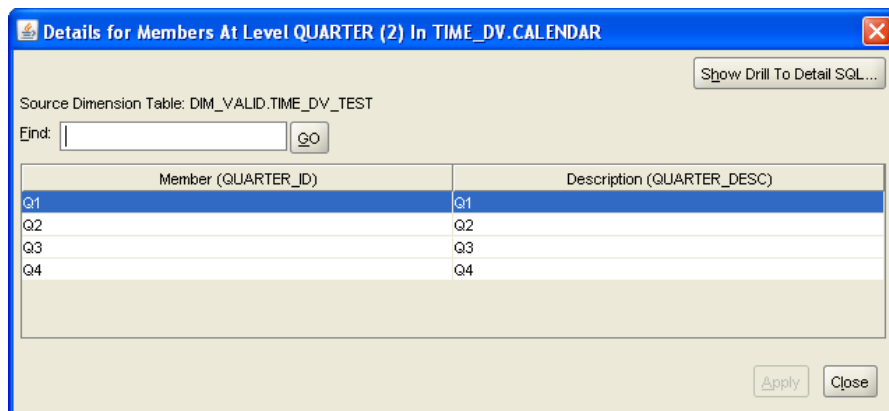 Details for Members At Level QUARTER (2) In TIME_DV.CALENDAR
Show Drill To Detail SQL...
Source Dimension Table: DIM_VALID.TIME_DV_TEST
Find: GO
Member (QUARTER_ID) Description (QUARTER_DESC)
Q1 Q1
Q2 Q2
Q3 Q3
Q4 Q4
Apply Close